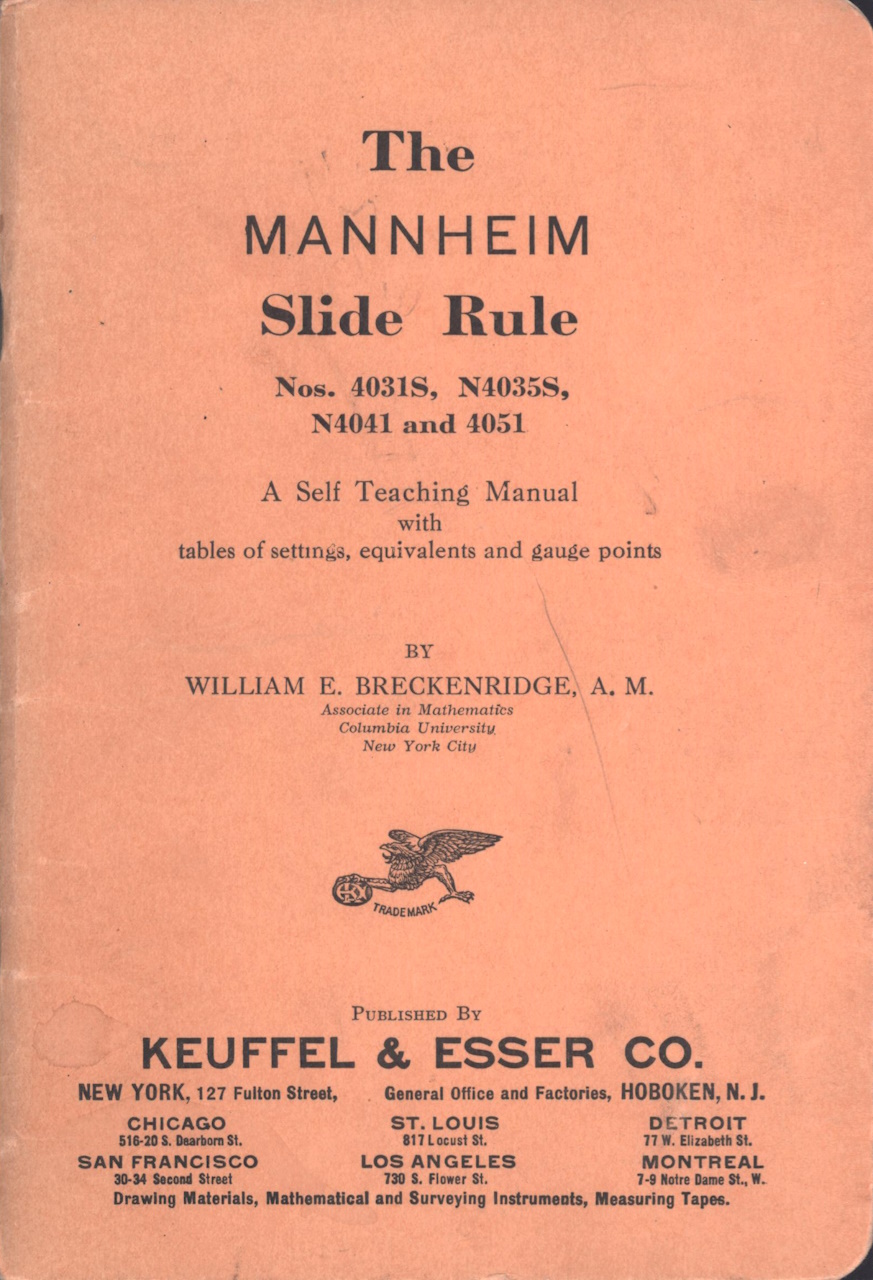 The
MANNHEIM
Slide Rule
Nos. 4031S, N4035S,
N4041 and 4051
A Self Teaching Manual
with
tables of settings, equivalents and gauge points
BY
WILLIAM E. BRECKENRIDGE, A. M.
Associate in Mathematics
Columbia University
New York City
TRADEMARK
PUBLISHED BY
KEUFFEL & ESSER CO.
NEW YORK, 127 Fulton Street, General Office and Factories, HOBOKEN, N. J.
CHICAGO ST. LOUIS DETROIT
516-20 S. Dearborn St. 817 Locust St. 77 W. Elizabeth St.
SAN FRANCISCO LOS ANGELES MONTREAL
30-34 Second Street 730 S. Flower St. 7-9 Notre Dame St., W.
Drawing Materials, Mathematical and Surveying Instruments, Measuring Tapes.